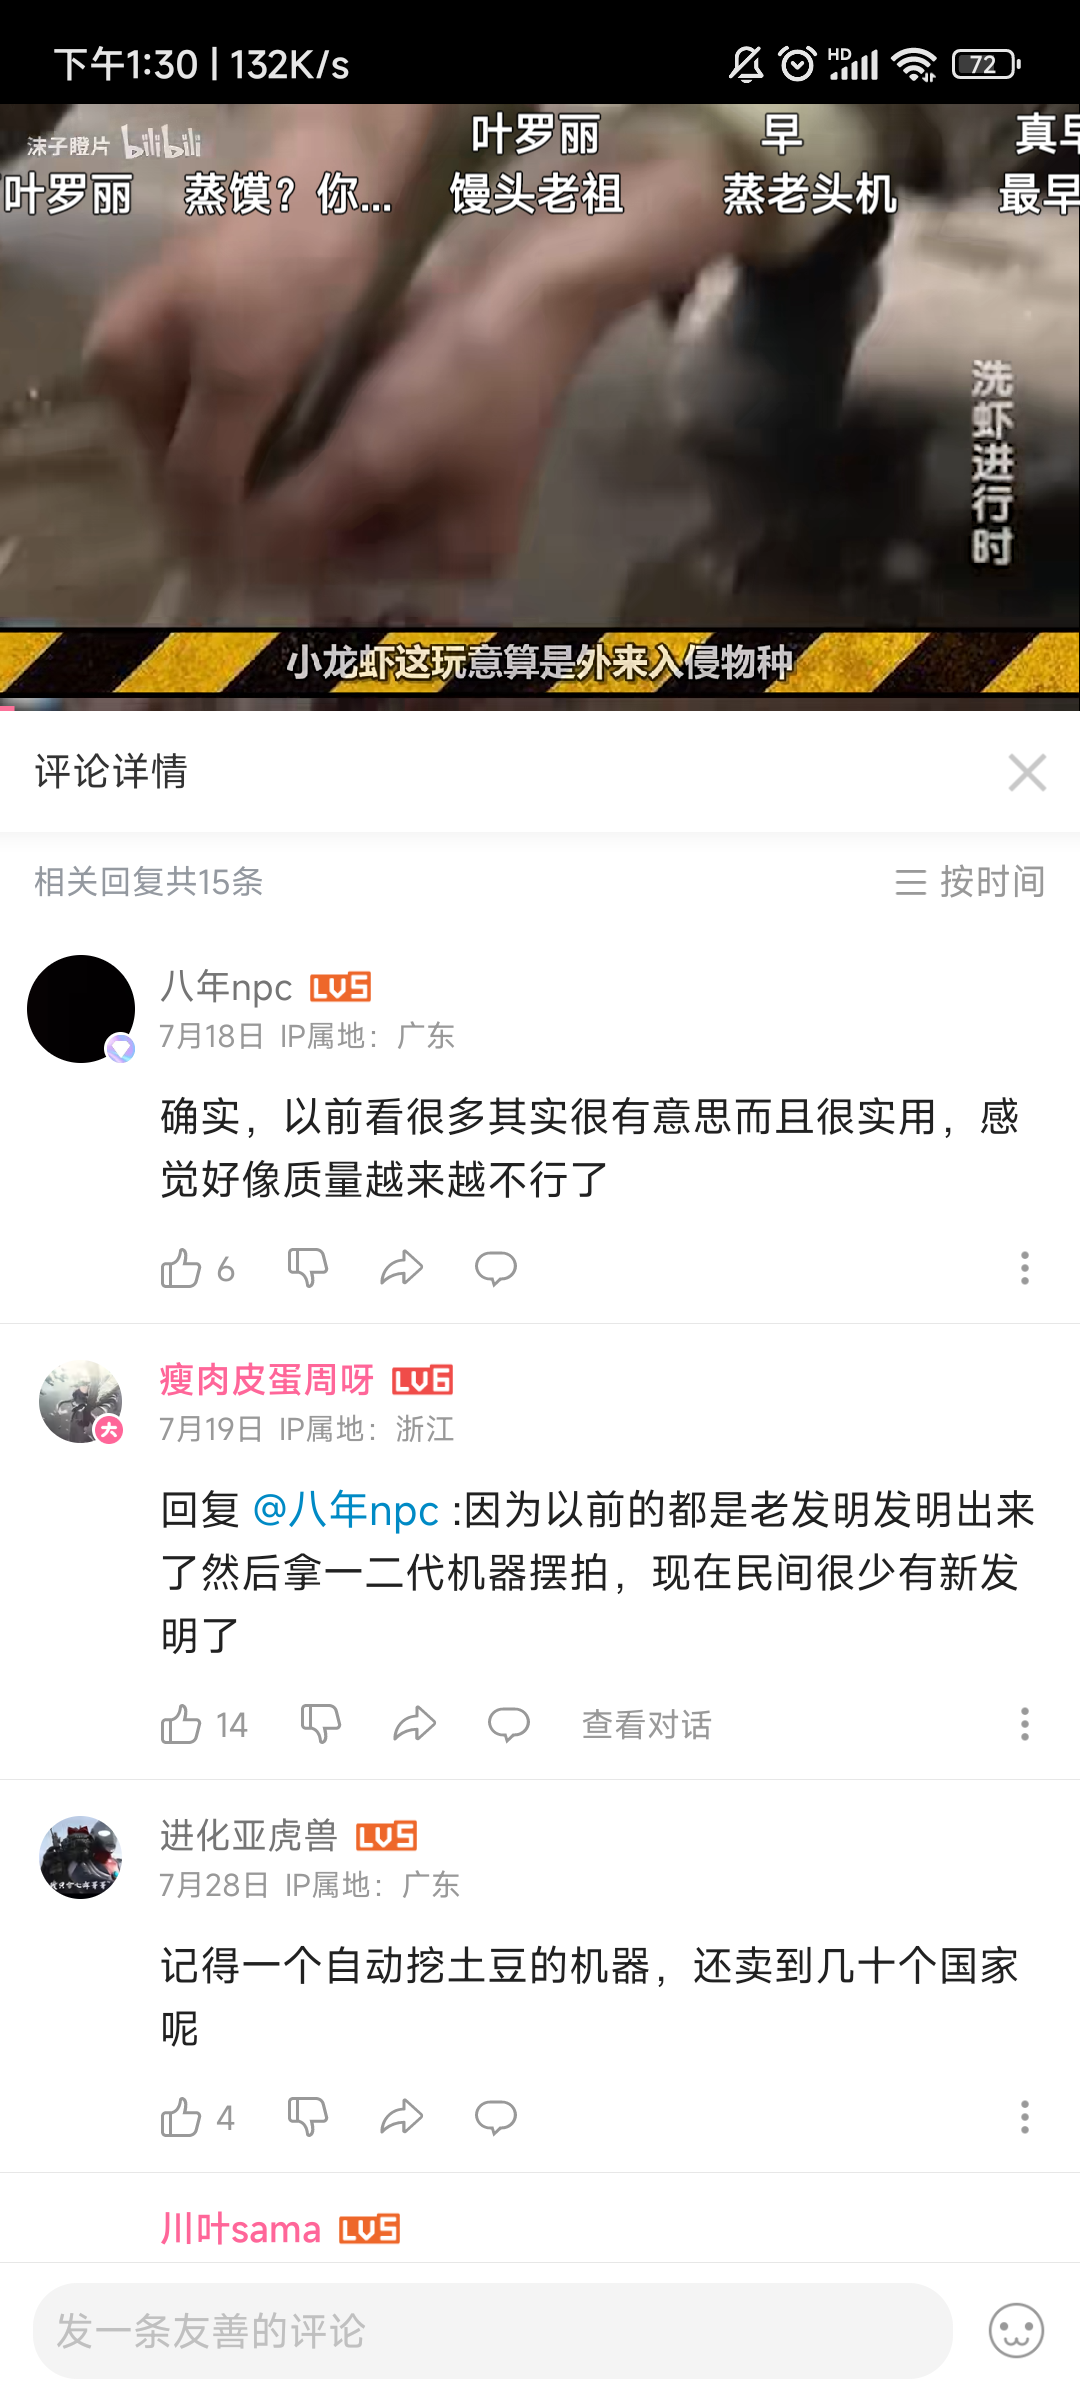 下午1:30 | 132K/s
HD
72
沫子瞪片 bilibili
叶罗丽 早 真早
叶罗丽 蒸馍？你... 馒头老祖 蒸老头机 最早
洗虾进行时
小龙虾这玩意算是外来入侵物种
评论详情
相关回复共15条
按时间
八年npc LV5
7月18日 IP属地：广东
确实，以前看很多其实很有意思而且很实用，感
觉好像质量越来越不行了
6
瘦肉皮蛋周呀 LV6
大
7月19日 IP属地：浙江
回复 @八年npc :因为以前的都是老发明发明出来
了然后拿一二代机器摆拍，现在民间很少有新发
明了
14 查看对话
进化亚虎兽 LV5
7月28日 IP属地：广东
记得一个自动挖土豆的机器，还卖到几十个国家
呢
4
川叶sama LV5
发一条友善的评论